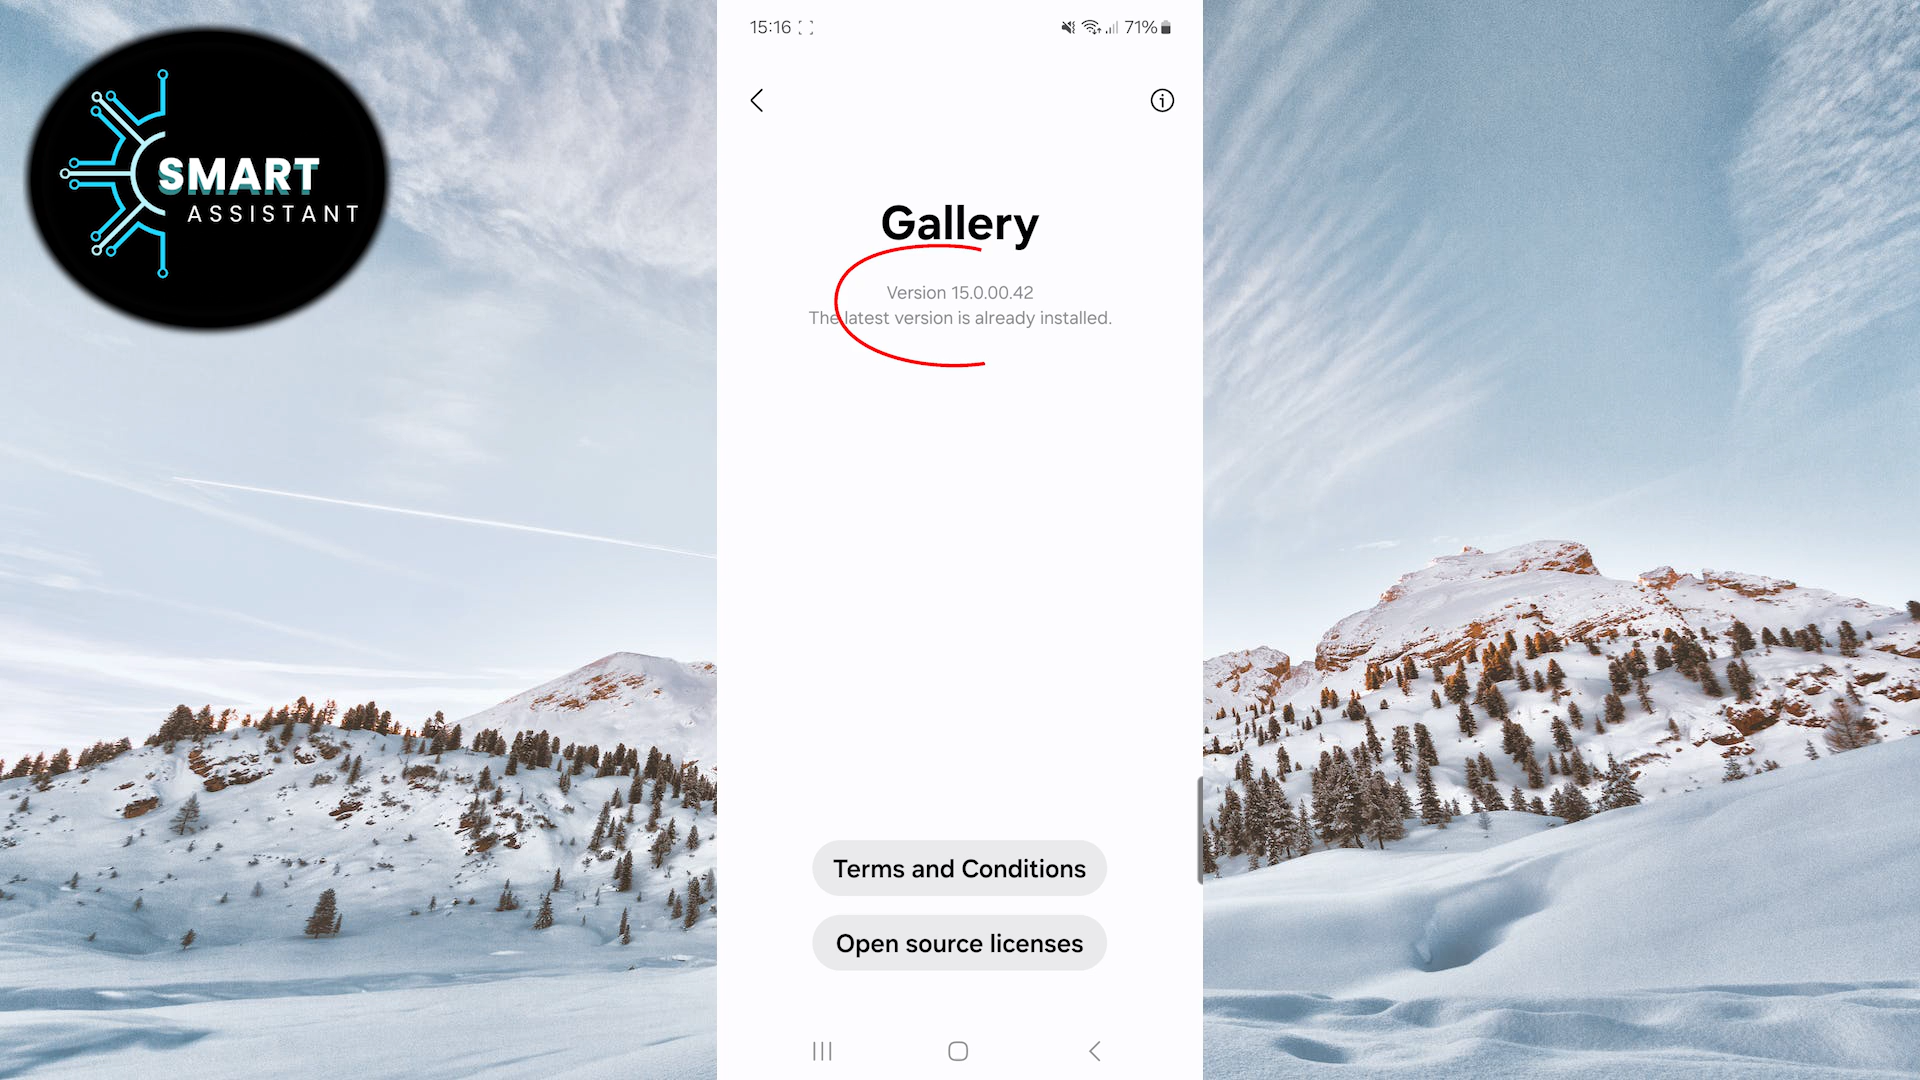 SMART
ASSISTANT
15:16
71%
Gallery
Version 15.0.00.42
The latest version is already installed.
Terms and Conditions
Open source licenses